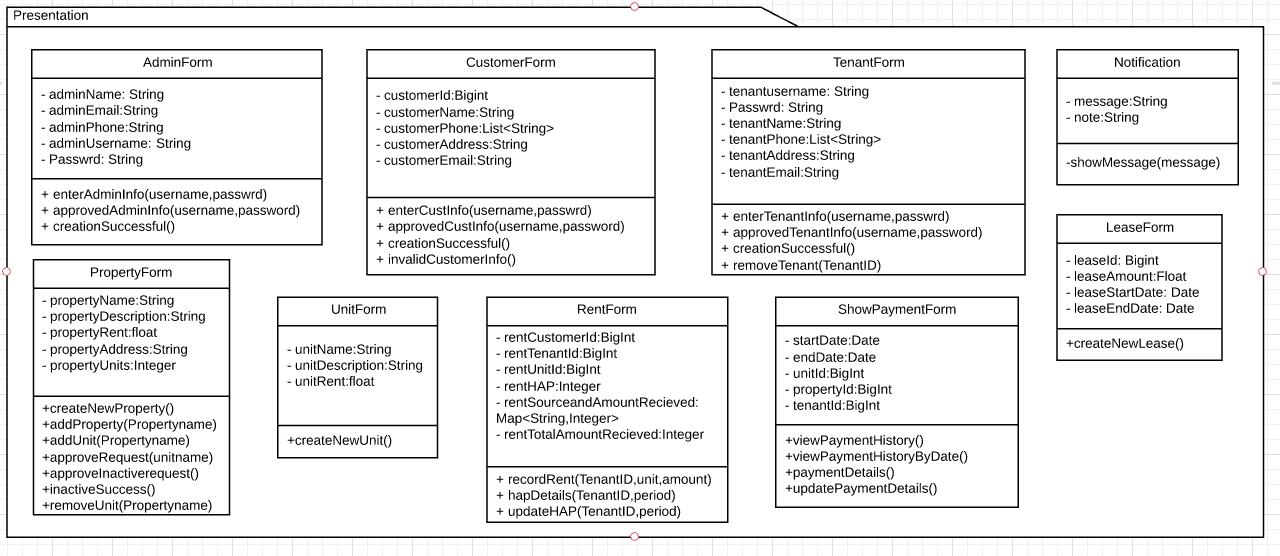 Presentation
AdminForm
- adminName: String
- adminEmail:String
- adminPhone:String
- adminUsername: String
- Passwrd: String
+ enterAdminInfo(username,passwrd)
+ approvedAdminInfo(username,password)
+ creationSuccessful()
CustomerForm
- customerId:Bigint
- customerName:String
- customerPhone:List<String>
- customerAddress:String
- customerEmail:String
+ enterCustInfo(username,passwrd)
+ approvedCustInfo(username,password)
+ creationSuccessful()
+ invalidCustomerInfo()
TenantForm
- tenantusername: String
- Passwrd: String
- tenantName:String
- tenantPhone:List<String>
- tenantAddress:String
- tenantEmail:String
+ enterTenantInfo(username,passwrd)
+ approvedTenantInfo(username,password)
+ creationSuccessful()
+ removeTenant(TenantID)
Notification
- message:String
- note:String
-showMessage(message)
LeaseForm
- leaseId: Bigint
- leaseAmount:Float
- leaseStartDate: Date
- leaseEndDate: Date
+createNewLease()
PropertyForm
- propertyName:String
- propertyDescription:String
- propertyRent:float
- propertyAddress:String
- propertyUnits:Integer
+createNewProperty()
+addProperty(Propertyname)
+addUnit(Propertyname)
+approveRequest(unitname)
+approveInactiverequest()
+inactiveSuccess()
+removeUnit(Propertyname)
UnitForm
- unitName:String
- unitDescription:String
- unitRent:float
+createNewUnit()
RentForm
- rentCustomerId:BigInt
- rentTenantId:BigInt
- rentUnitId:BigInt
- rentHAP:Integer
- rentSourceandAmountRecieved:
Map<String,Integer>
- rentTotalAmountRecieved:Integer
+ recordRent(TenantID,unit,amount)
+ hapDetails(TenantID,period)
+ updateHAP(TenantID,period)
ShowPaymentForm
- startDate:Date
- endDate:Date
- unitId:BigInt
- propertyId:BigInt
- tenantId:BigInt
+viewPaymentHistory()
+viewPaymentHistoryByDate()
+paymentDetails()
+updatePaymentDetails()